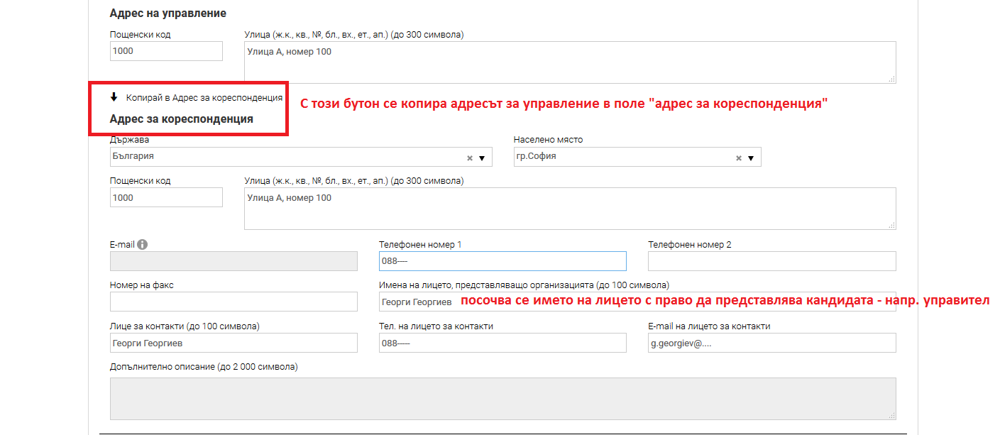 Адрес на управление
Пощенски код Улица (ж.к., кв., №, бл., вх., ет., ап.) (до 300 символа)
1000 Улица А, номер 100
Копирай в Адрес за кореспонденция
С този бутон се копира адресът за управление в поле "адрес за кореспонденция"
Адрес за кореспонденция
Държава Населено място
България гр.София
Пощенски код Улица (ж.к., кв., №, бл., вх., ет., ап.) (до 300 символа)
1000 Улица А, номер 100
E-mail Телефонен номер 1 Телефонен номер 2
088----
Номер на факс Имена на лицето, представляващо организацията (до 100 символа)
Георги Георгиев посочва се името на лицето с право да представлява кандидата - напр. управител
Лице за контакти (до 100 символа) Тел. на лицето за контакти E-mail на лицето за контакти
Георги Георгиев 088----- g.georgiev@....
Допълнително описание (до 2 000 символа)